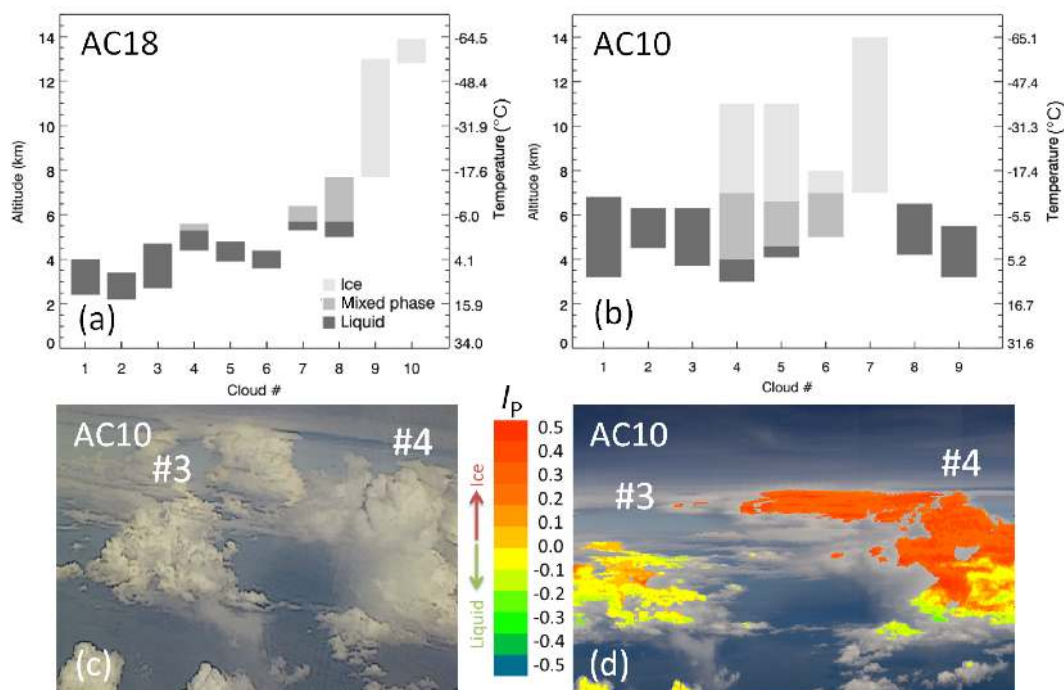 AC18
14
12
10
8
6
4
2
0
Altitude (km)
-64.5
-48.4
-31.9
-17.6
-6.0
4.1
15.9
34.0
Temperature (°C)
Ice
Mixed phase
Liquid
(a)
1 2 3 4 5 6 7 8 9 10
Cloud #
AC10
14
12
10
8
6
4
2
0
Altitude (km)
-65.1
-47.4
-31.3
-17.4
-6.5
5.2
16.7
31.6
Temperature (°C)
(b)
1 2 3 4 5 6 7 8 9
Cloud #
AC10
#3
#4
(c)
Ip
Ice
Liquid
0.5
0.4
0.3
0.2
0.1
0.0
-0.1
-0.2
-0.3
-0.4
-0.5
AC10
#3
#4
(d)